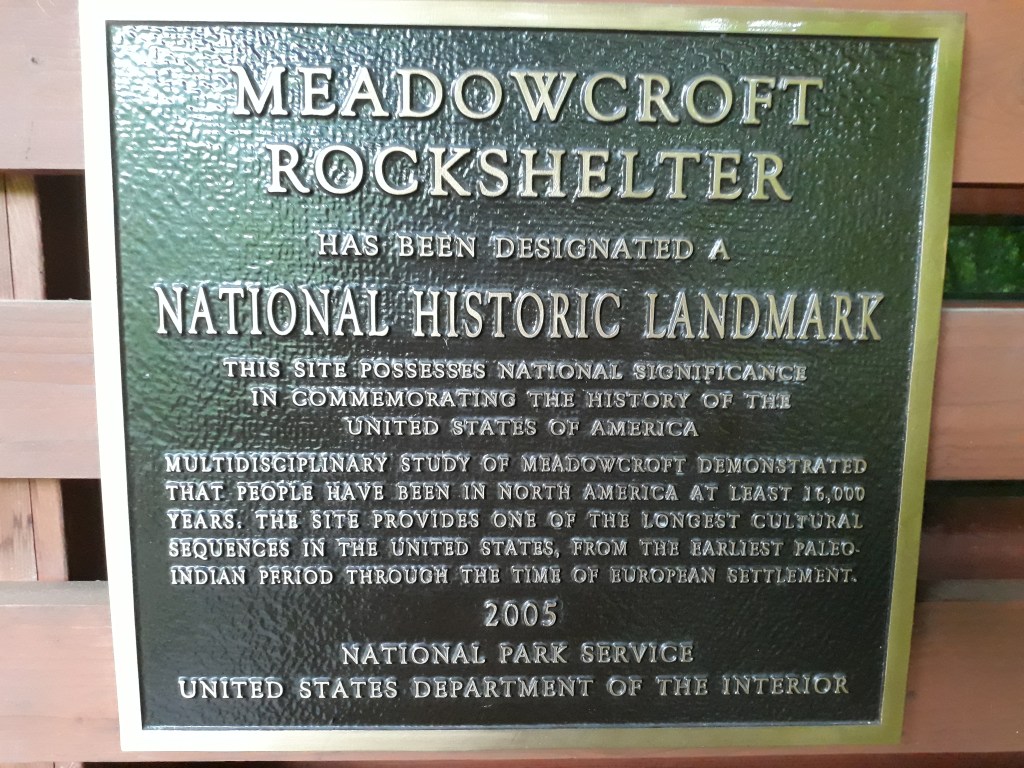 MEADOWCROFT
ROCKSHELTER
HAS BEEN DESIGNATED A
NATIONAL HISTORIC LANDMARK
THIS SITE POSSESSES NATIONAL SIGNIFICANCE
IN COMMEMORATING THE HISTORY OF THE
UNITED STATES OF AMERICA
MULTIDISCIPLINARY STUDY OF MEADOWCROFT DEMONSTRATED
THAT PEOPLE HAVE BEEN IN NORTH AMERICA AT LEAST 16,000
YEARS. THE SITE PROVIDES ONE OF THE LONGEST CULTURAL
SEQUENCES IN THE UNITED STATES, FROM THE EARLIEST PALEO-
INDIAN PERIOD THROUGH THE TIME OF EUROPEAN SETTLEMENT.
2005
NATIONAL PARK SERVICE
UNITED STATES DEPARTMENT OF THE INTERIOR